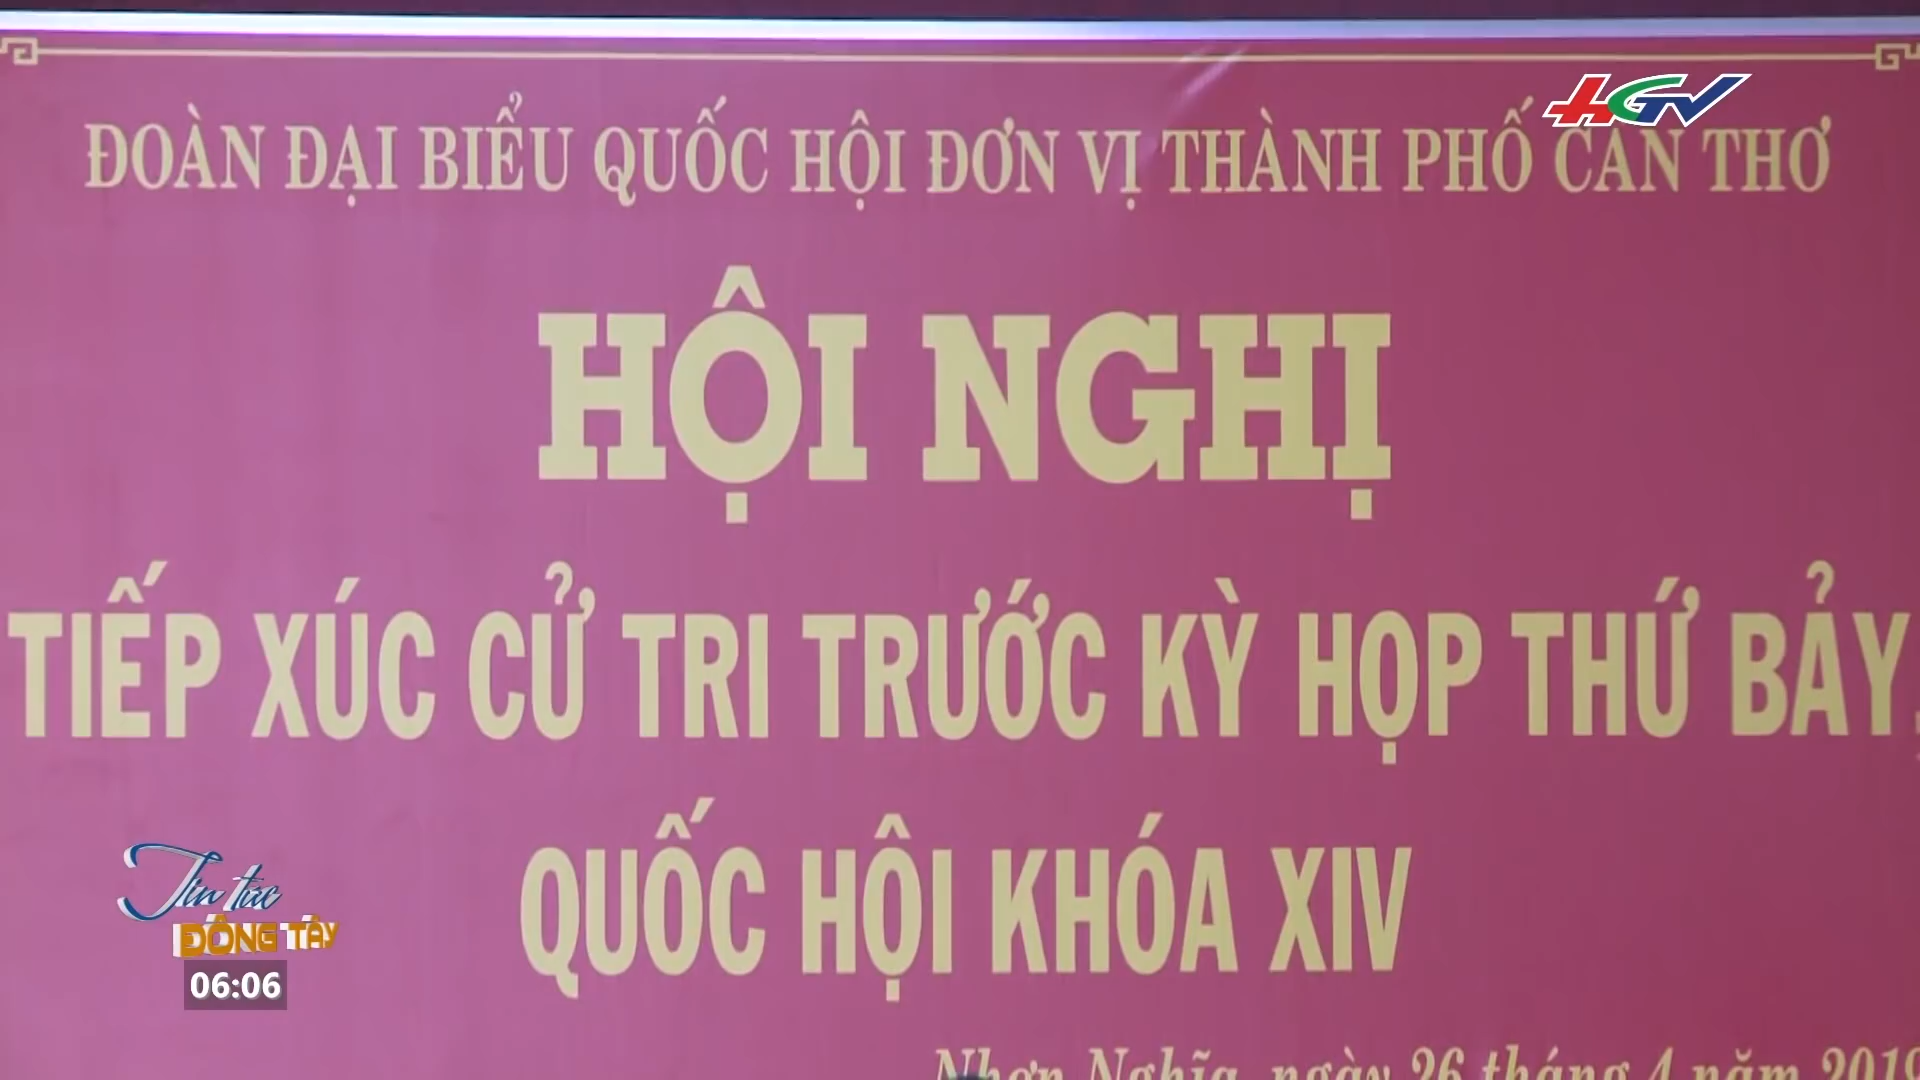 HGV
ĐOÀN ĐẠI BIỂU QUỐC HỘI ĐƠN VỊ THÀNH PHỐ CẦN THƠ
HỘI NGHỊ
TIẾP XÚC CỬ TRI TRƯỚC KỲ HỌP THỨ BẢY,
QUỐC HỘI KHÓA XIV
Tin tức
ĐÔNG TÂY
06:06
Nhơn Nghĩa, ngày 26 tháng 4 năm 2019